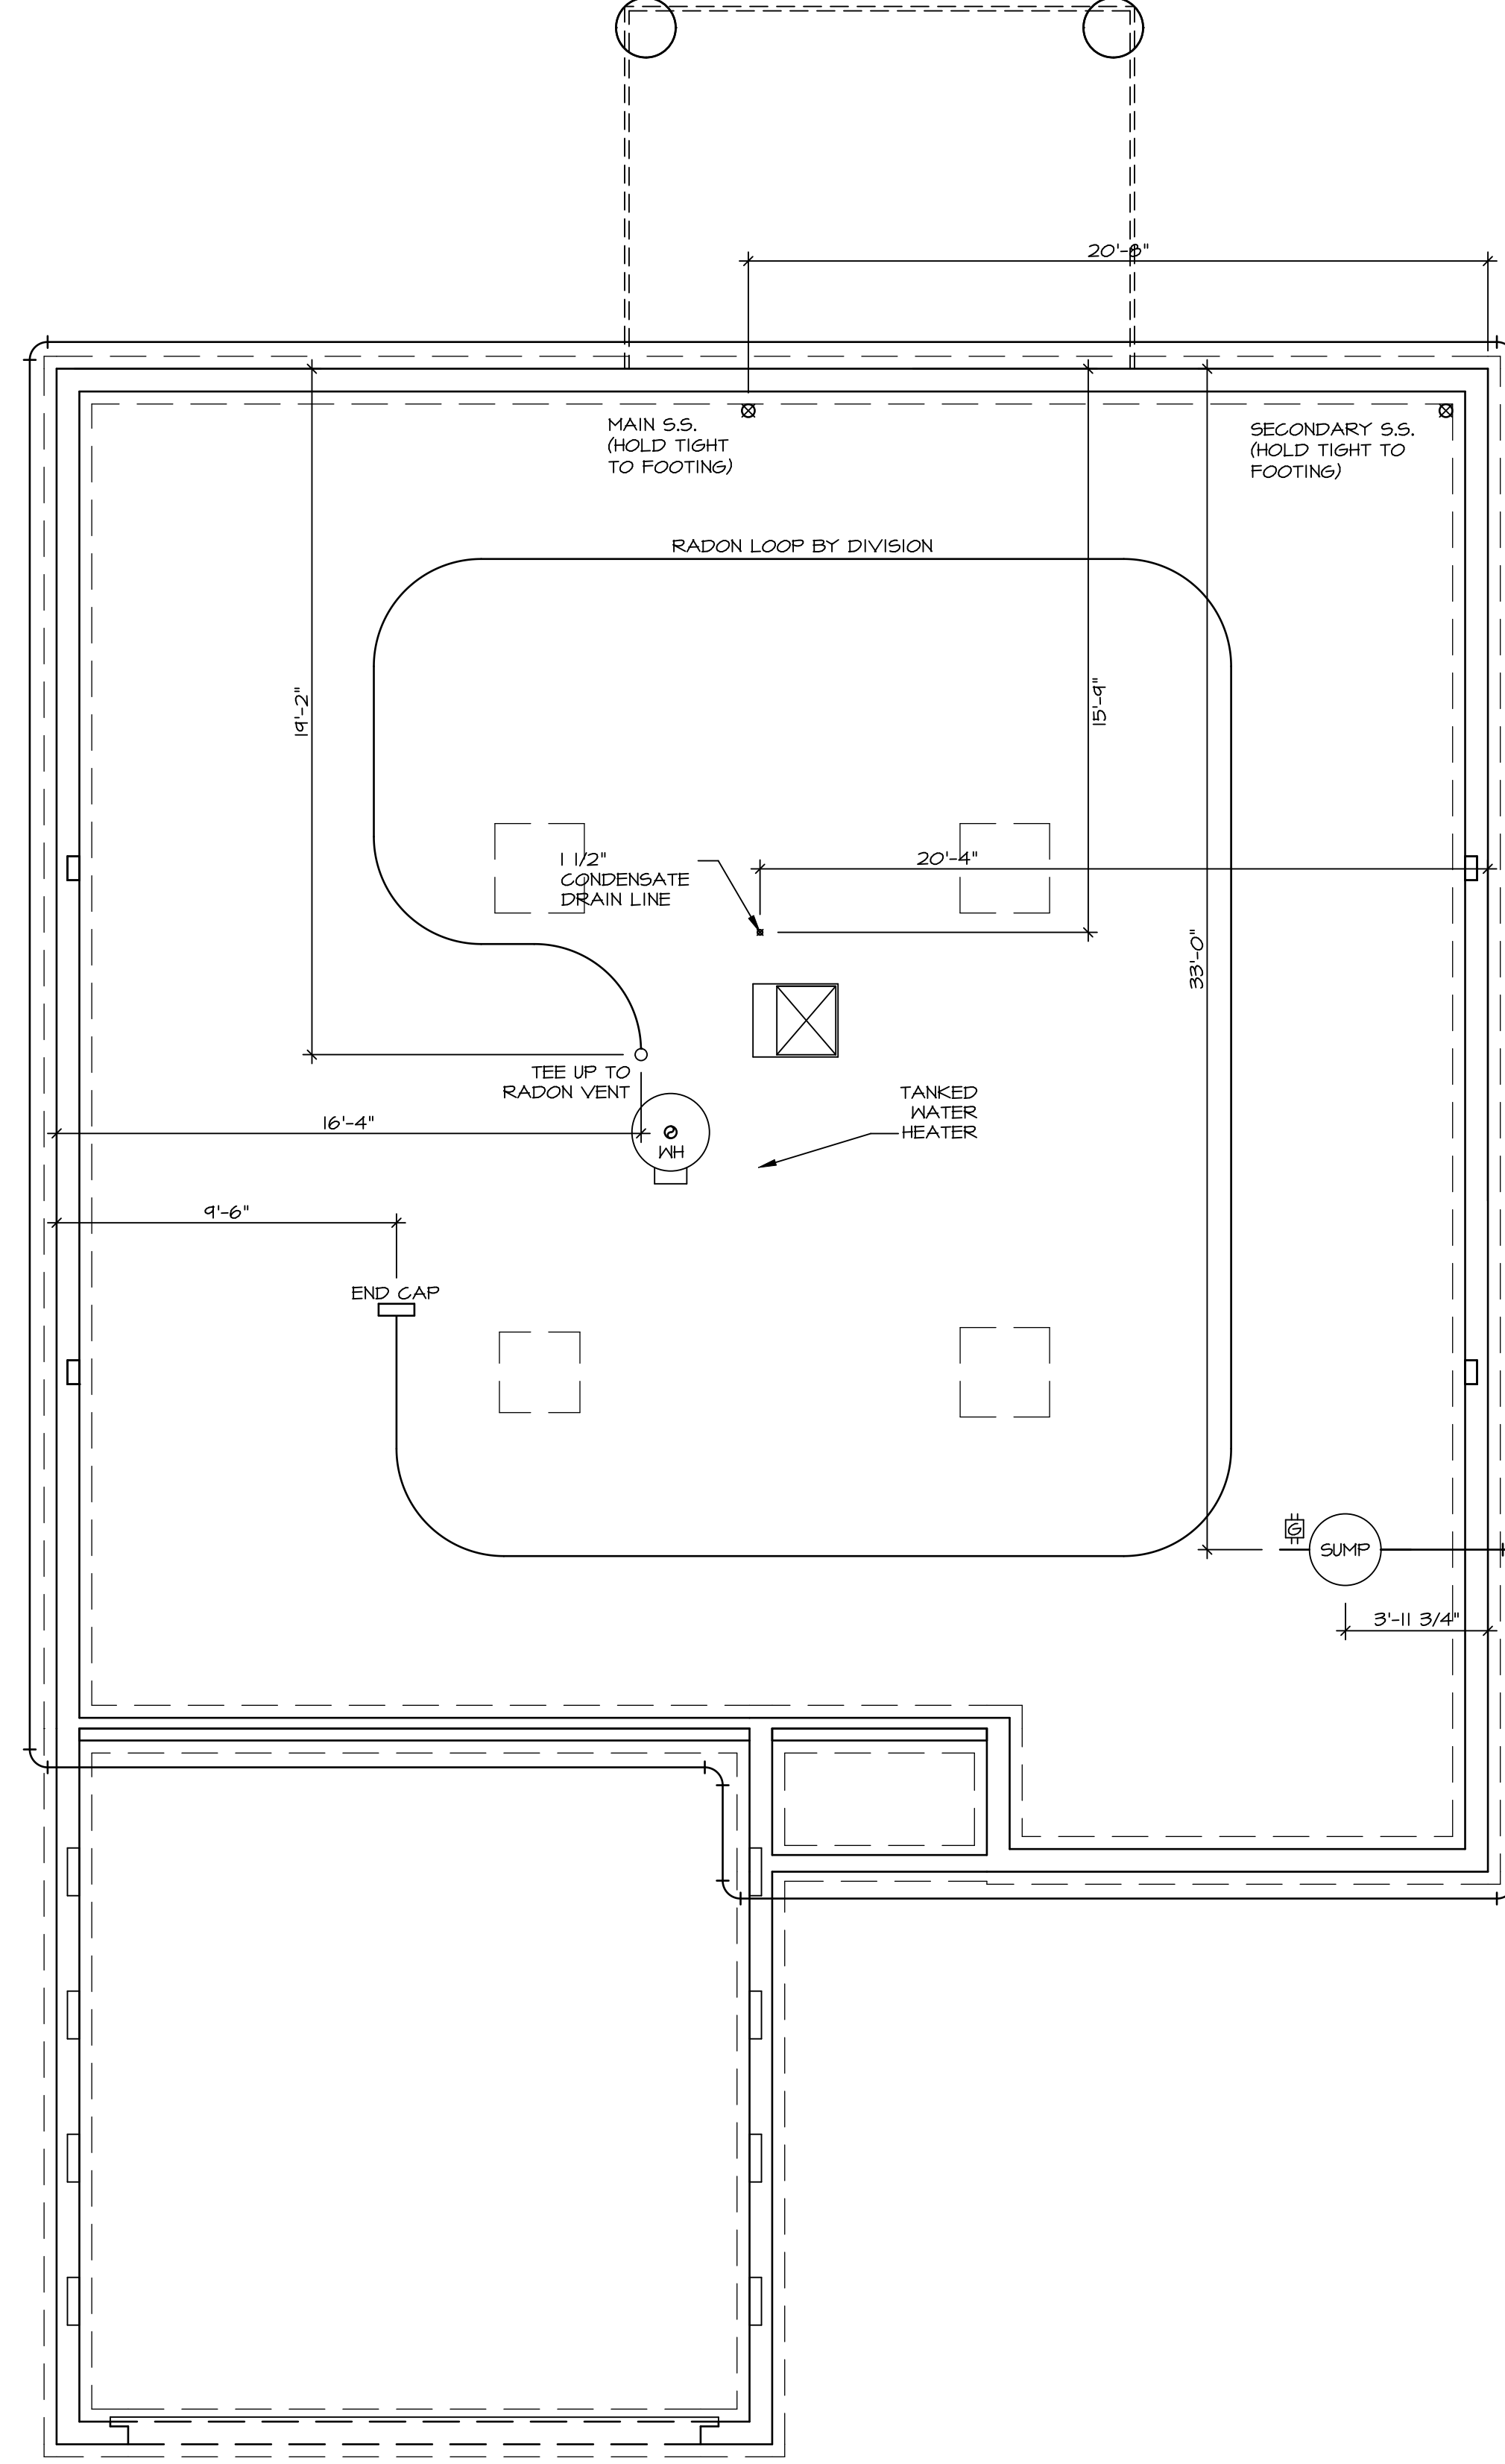 20'-8"
MAIN S.S.
(HOLD TIGHT
TO FOOTING)
SECONDARY S.S.
(HOLD TIGHT TO
FOOTING)
RADON LOOP BY DIVISION
19'-2"
15'-9"
1 1/2"
CONDENSATE
DRAIN LINE
20'-4"
33'-0"
TEE UP TO
RADON VENT
TANKED
WATER
HEATER
16'-4"
WH
9'-6"
END CAP
G
SUMP
3'-11 3/4"